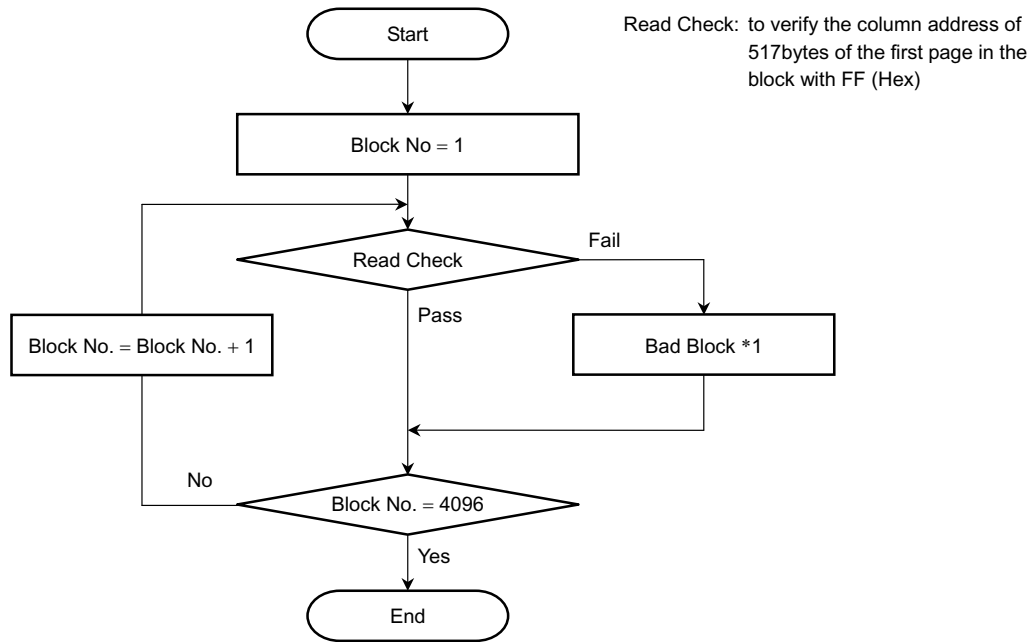 Start
Read Check: to verify the column address of
517bytes of the first page in the
block with FF (Hex)
Block No = 1
Read Check
Fail
Pass
Block No. = Block No. + 1
Bad Block *1
No
Block No. = 4096
Yes
End